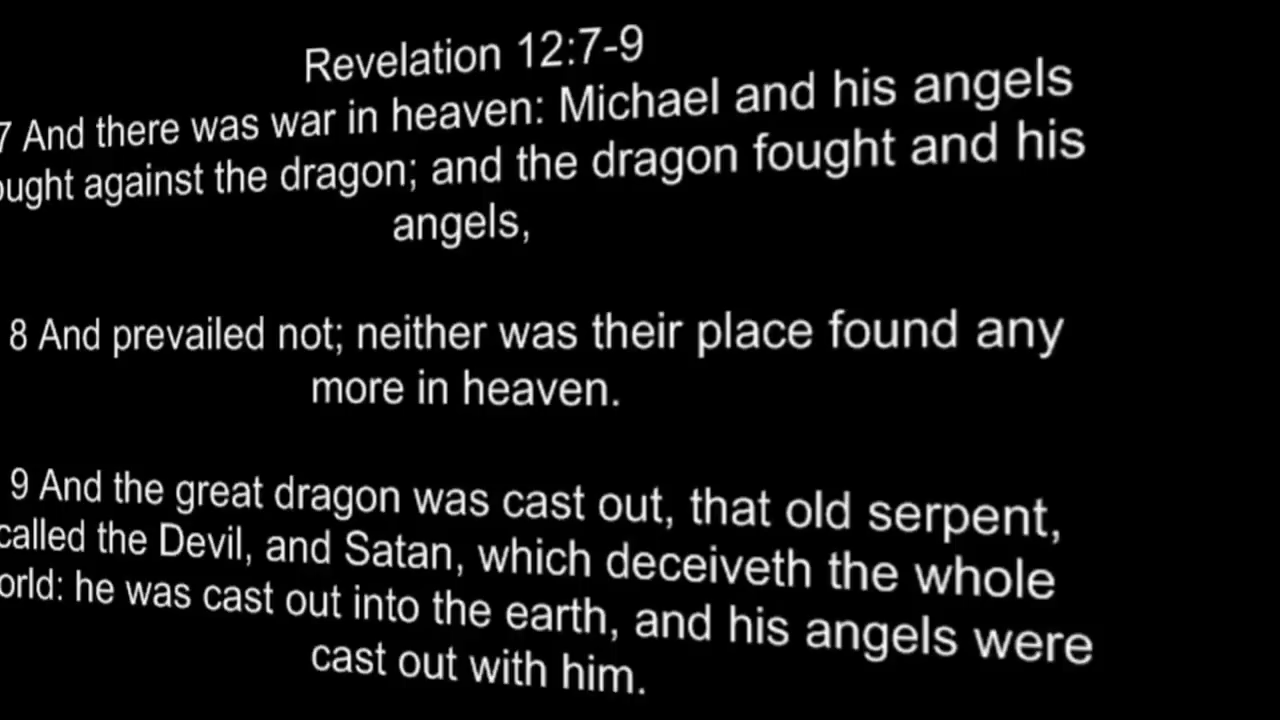 Revelation 12:7-9
7 And there was war in heaven: Michael and his angels
ought against the dragon; and the dragon fought and his
angels,
8 And prevailed not; neither was their place found any
more in heaven.
9 And the great dragon was cast out, that old serpent,
called the Devil, and Satan, which deceiveth the whole
orld: he was cast out into the earth, and his angels were
cast out with him.